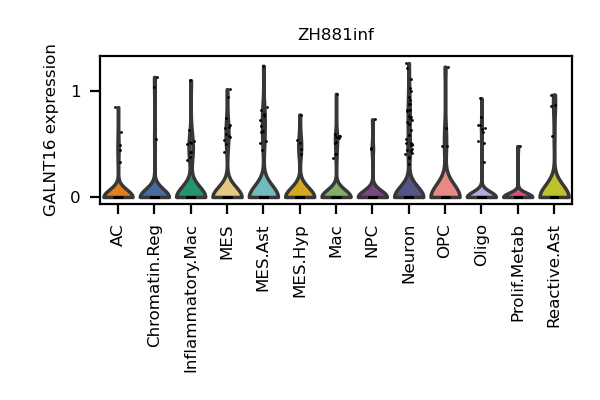 ZH881inf
GALNT16 expression
1
0
AC
Chromatin.Reg
Inflammatory.Mac
MES
MES.Ast
MES.Hyp
Mac
NPC
Neuron
OPC
Oligo
Prolif.Metab
Reactive.Ast